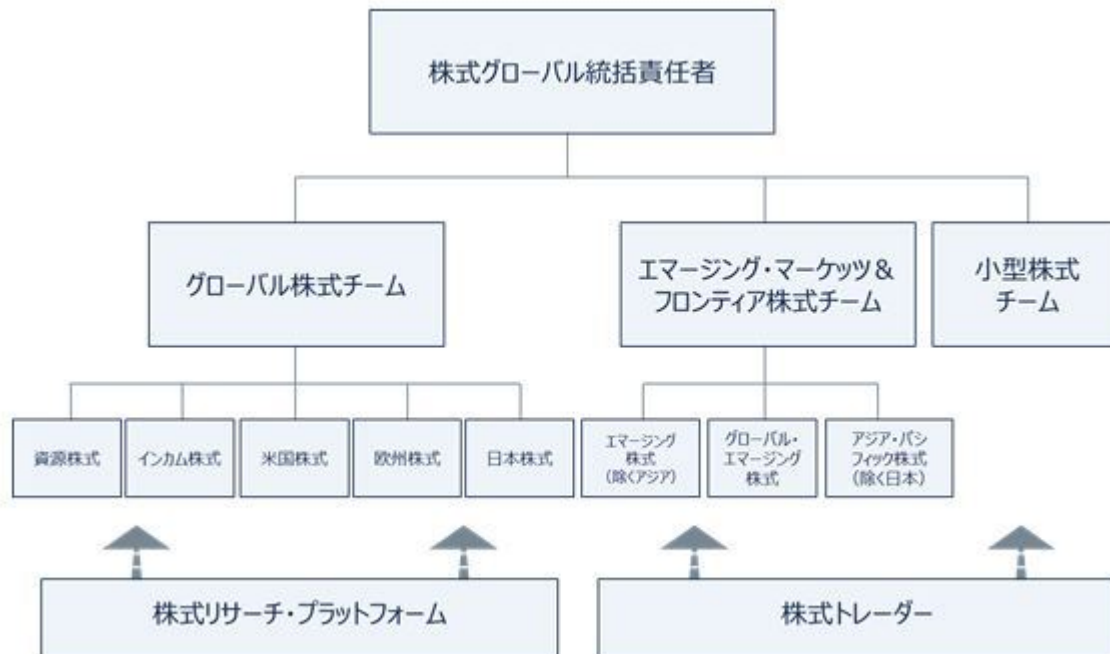 株式グローバル統括責任者
グローバル株式チーム
エマージング・マーケッツ＆
フロンティア株式チーム
小型株式
チーム
資源株式
インカム株式
米国株式
欧州株式
日本株式
エマージング
株式
（除くアジア）
グローバル・
エマージング
株式
アジア・パシ
フィック株式
（除く日本）
株式リサーチ・プラットフォーム
株式トレーダー